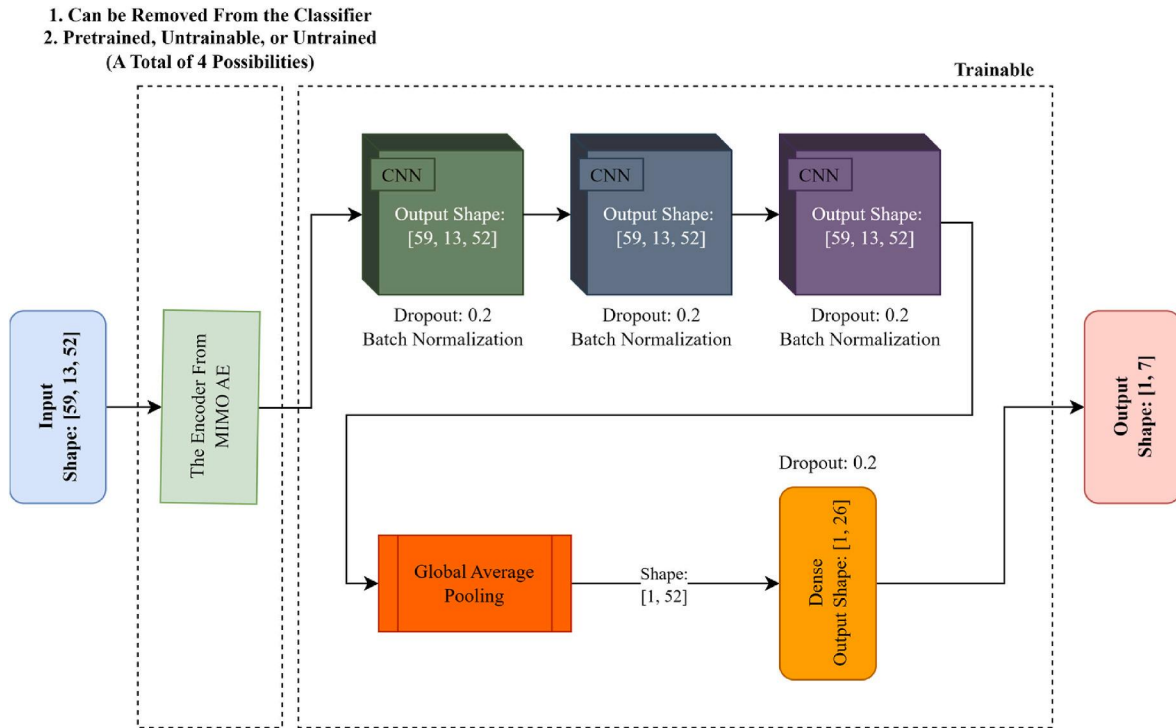 1. Can be Removed From the Classifier
2. Pretrained, Untrainable, or Untrained
(A Total of 4 Possibilities)
Trainable
CNN
Output Shape:
[59, 13, 52]
Dropout: 0.2
Batch Normalization
CNN
Output Shape:
[59, 13, 52]
Dropout: 0.2
Batch Normalization
CNN
Output Shape:
[59, 13, 52]
Dropout: 0.2
Batch Normalization
Input
Shape: [59, 13, 52]
The Encoder From
MIMO AE
Global Average
Pooling
Shape:
[1, 52]
Dropout: 0.2
Dense
Output Shape: [1, 26]
Output
Shape: [1, 7]